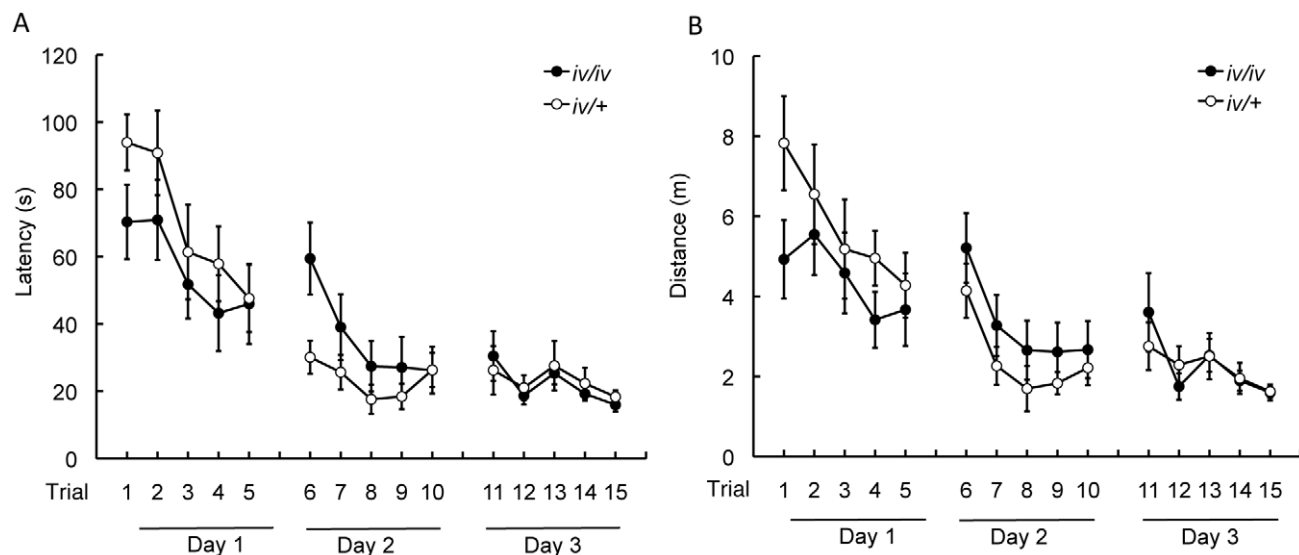 A
120
100
80
60
40
20
0
Latency (s)
iv/iv
iv/+
Trial 1 2 3 4 5 6 7 8 9 10 11 12 13 14 15
Day 1 Day 2 Day 3
B
10
8
6
4
2
0
Distance (m)
iv/iv
iv/+
Trial 1 2 3 4 5 6 7 8 9 10 11 12 13 14 15
Day 1 Day 2 Day 3